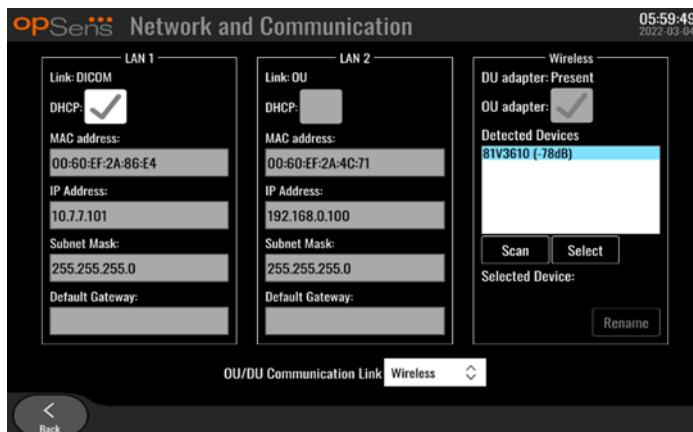 opSens Network and Communication
05:59:49
2022-03-04
LAN 1
Link: DICOM
DHCP:
MAC address:
00:60:EF:2A:86:E4
IP Address:
10.7.7.101
Subnet Mask:
255.255.255.0
Default Gateway:
LAN 2
Link: OU
DHCP:
MAC address:
00:60:EF:2A:4C:71
IP Address:
192.168.0.100
Subnet Mask:
255.255.255.0
Default Gateway:
Wireless
DU adapter: Present
OU adapter:
Detected Devices
81V3610 (-78dB)
Scan Select
Selected Device:
Rename
OU/DU Communication Link Wireless
Back